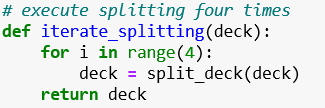 # execute splitting four times
def iterate_splitting(deck):
    for i in range(4):
        deck = split_deck(deck)
    return deck